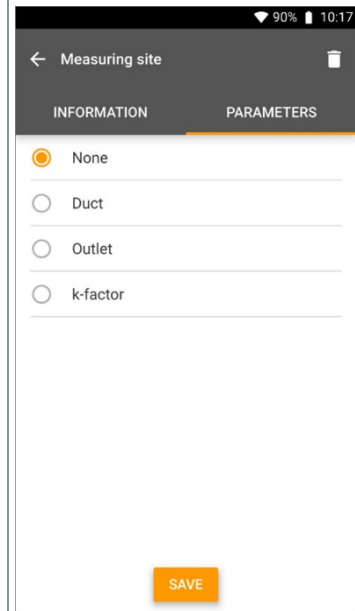 90% 10:17
Measuring site
INFORMATION PARAMETERS
None
Duct
Outlet
k-factor
SAVE